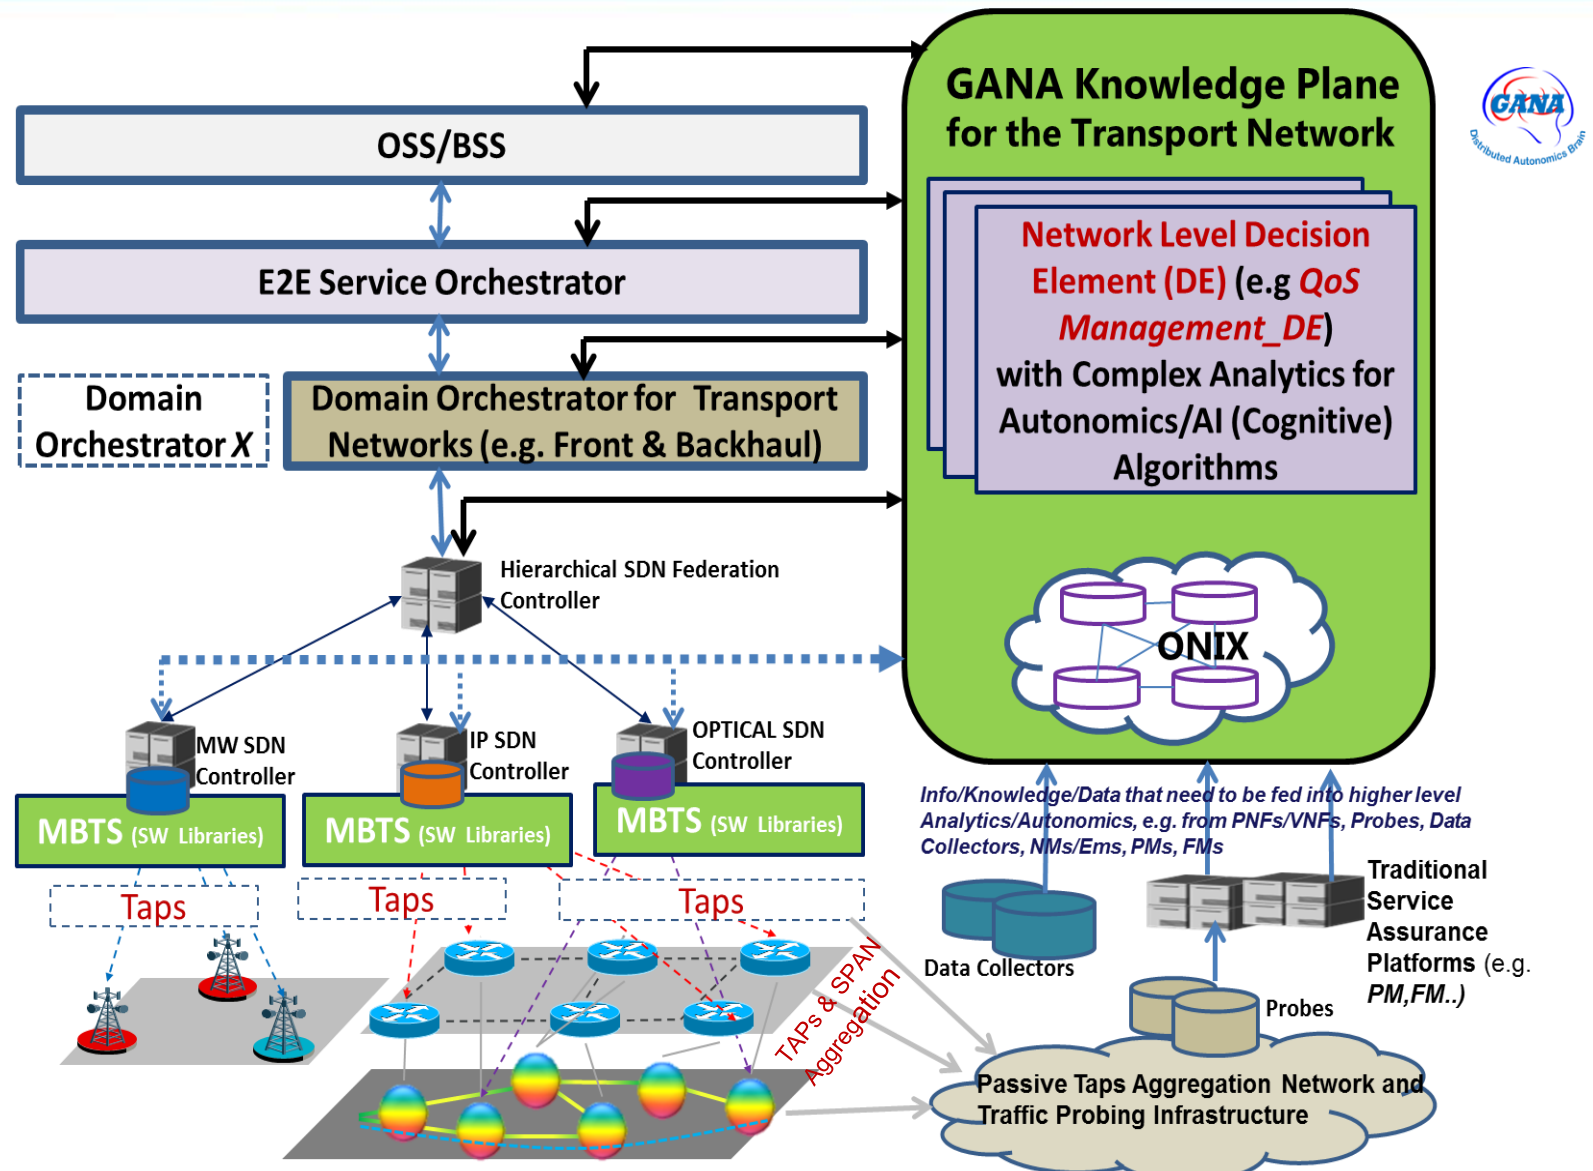 GANA Knowledge Plane
for the Transport Network
GANA
Distributed Autonomics Brain
OSS/BSS
E2E Service Orchestrator
Domain
Orchestrator X
Domain Orchestrator for Transport
Networks (e.g. Front & Backhaul)
Network Level Decision
Element (DE) (e.g QoS
Management_DE)
with Complex Analytics for
Autonomics/AI (Cognitive)
Algorithms
Hierarchical SDN Federation
Controller
ONIX
MW SDN
Controller
IP SDN
Controller
OPTICAL SDN
Controller
MBTS (SW Libraries)
MBTS (SW Libraries)
MBTS (SW Libraries)
Taps
Taps
Taps
Info/Knowledge/Data that need to be fed into higher level
Analytics/Autonomics, e.g. from PNFs/VNFs, Probes, Data
Collectors, NMs/Ems, PMs, FMs
Data Collectors
Traditional
Service
Assurance
Platforms (e.g.
PM,FM..)
Probes
TAPs & SPAN
Aggregation
Passive Taps Aggregation Network and
Traffic Probing Infrastructure